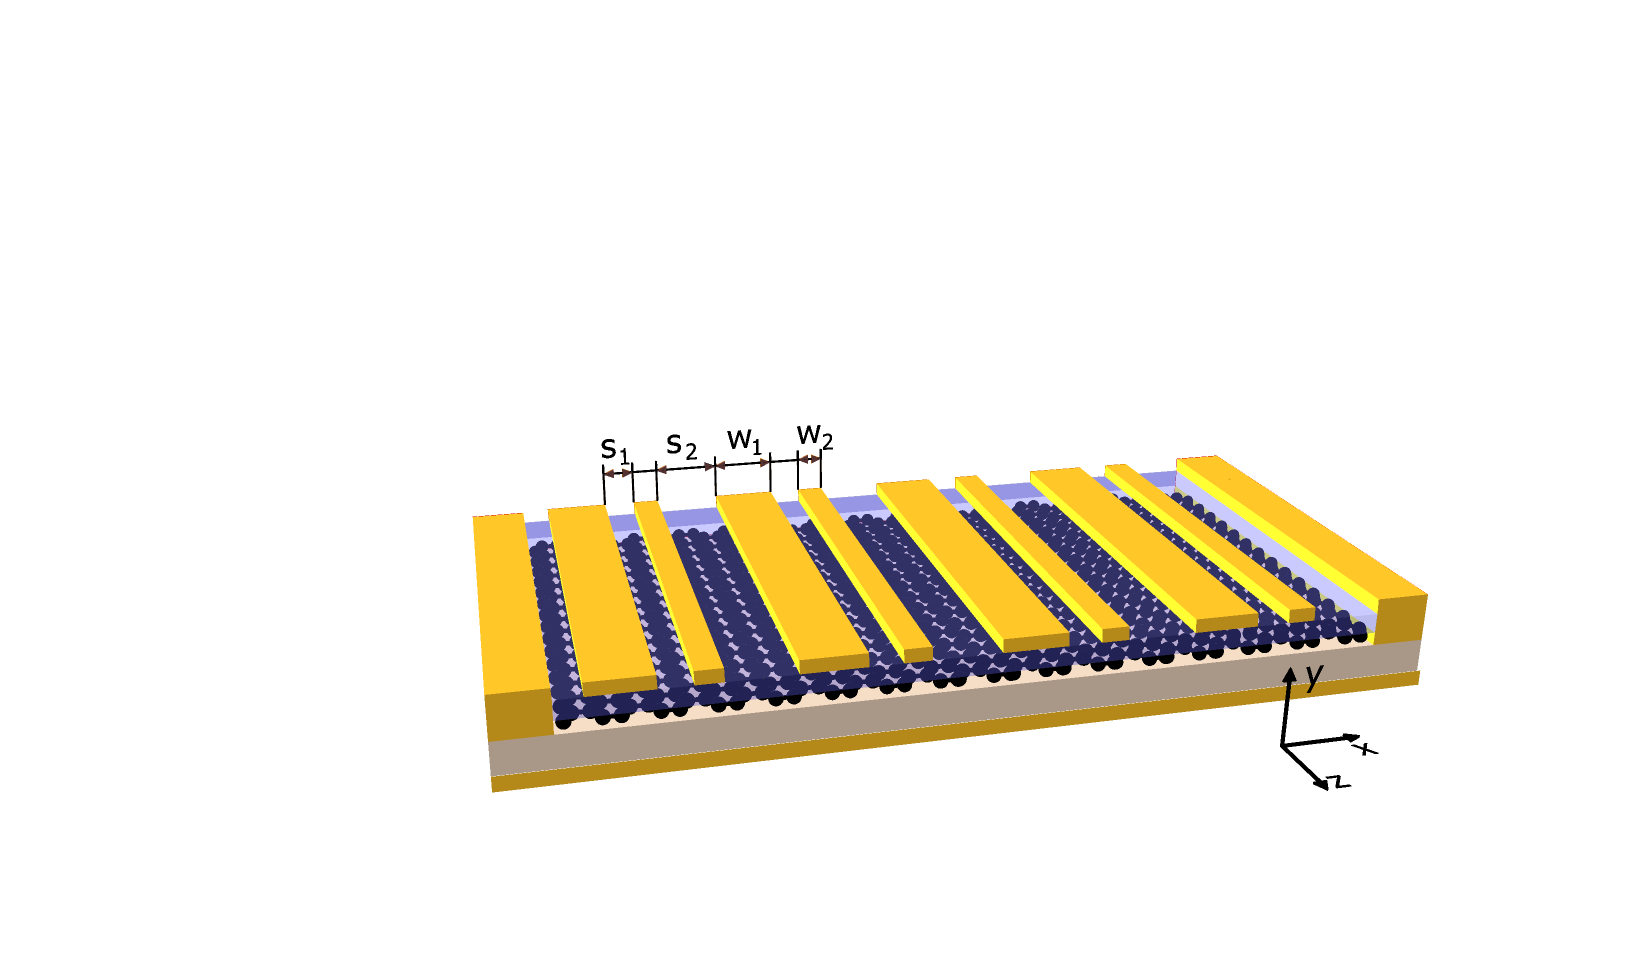 s₁ s₂ w₁ w₂
y
x
z